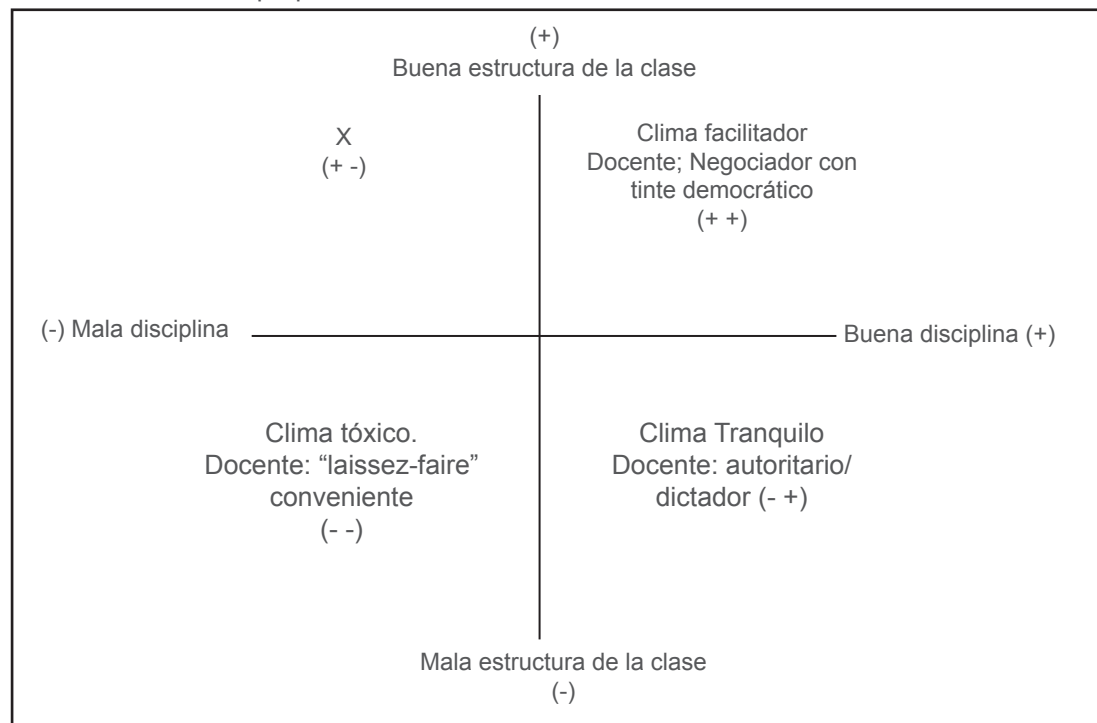 (+)
Buena estructura de la clase
X
(+ -)
Clima facilitador
Docente; Negociador con
tinte democrático
(+ +)
(-) Mala disciplina
Buena disciplina (+)
Clima tóxico.
Docente: “laissez-faire”
conveniente
(- -)
Clima Tranquilo
Docente: autoritario/
dictador (- +)
Mala estructura de la clase
(-)